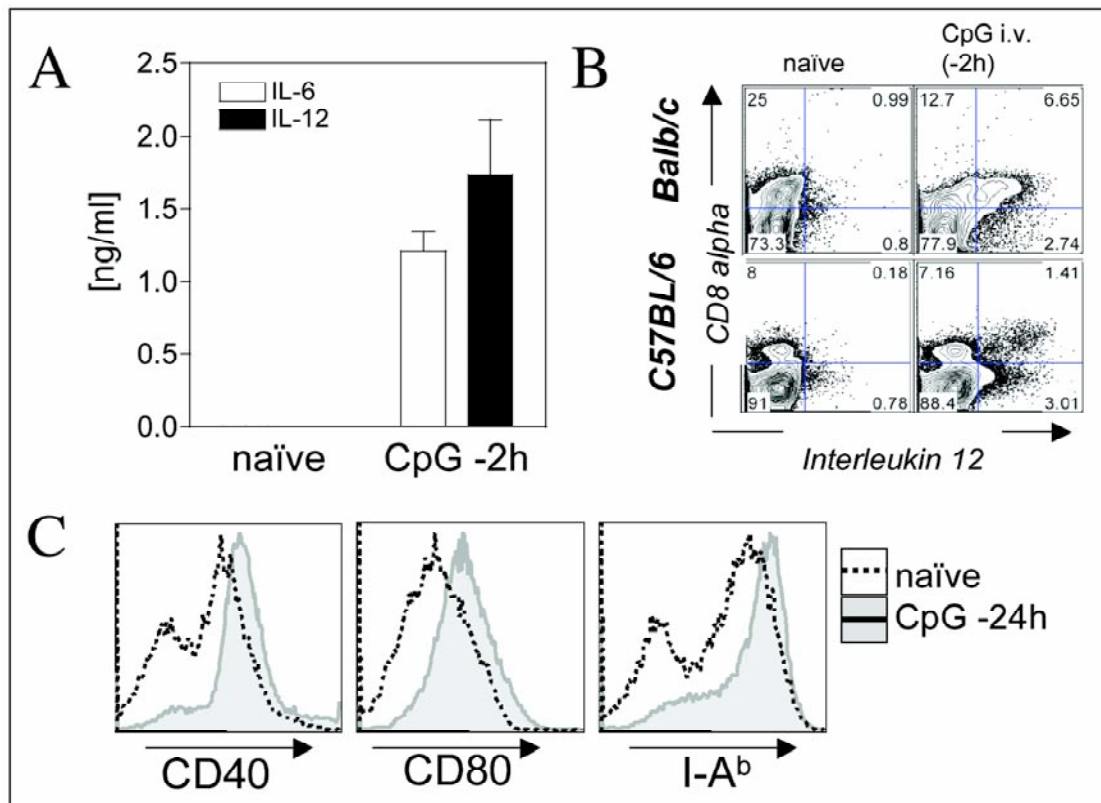 A
2.5
2.0
1.5
1.0
0.5
0.0
[ng/ml]
IL-6
IL-12
naïve
CpG -2h
B
naïve
CpG i.v.
(-2h)
Balb/c
C57BL/6
CD8 alpha
25
0.99
73.3
0.8
12.7
6.65
77.9
2.74
8
0.18
91
0.78
7.16
1.41
88.4
3.01
Interleukin 12
C
CD40
CD80
I-Aᵇ
naïve
CpG -24h